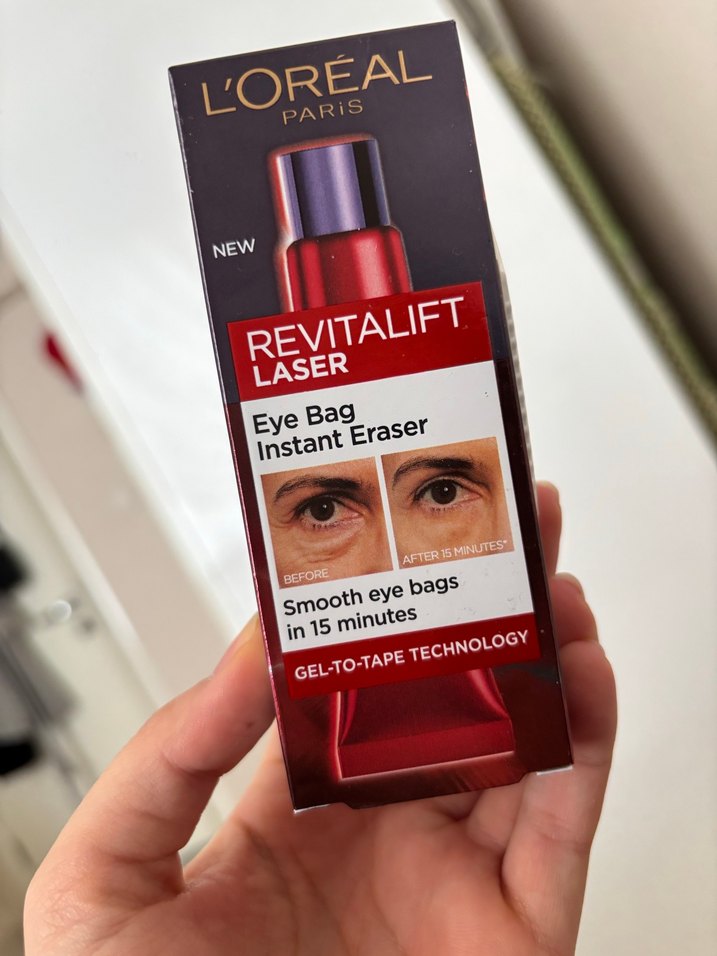 L'ORÉAL
PARiS
NEW
REVITALIFT
LASER
Eye Bag
Instant Eraser
BEFORE
AFTER 15 MINUTES*
Smooth eye bags
in 15 minutes
GEL-TO-TAPE TECHNOLOGY